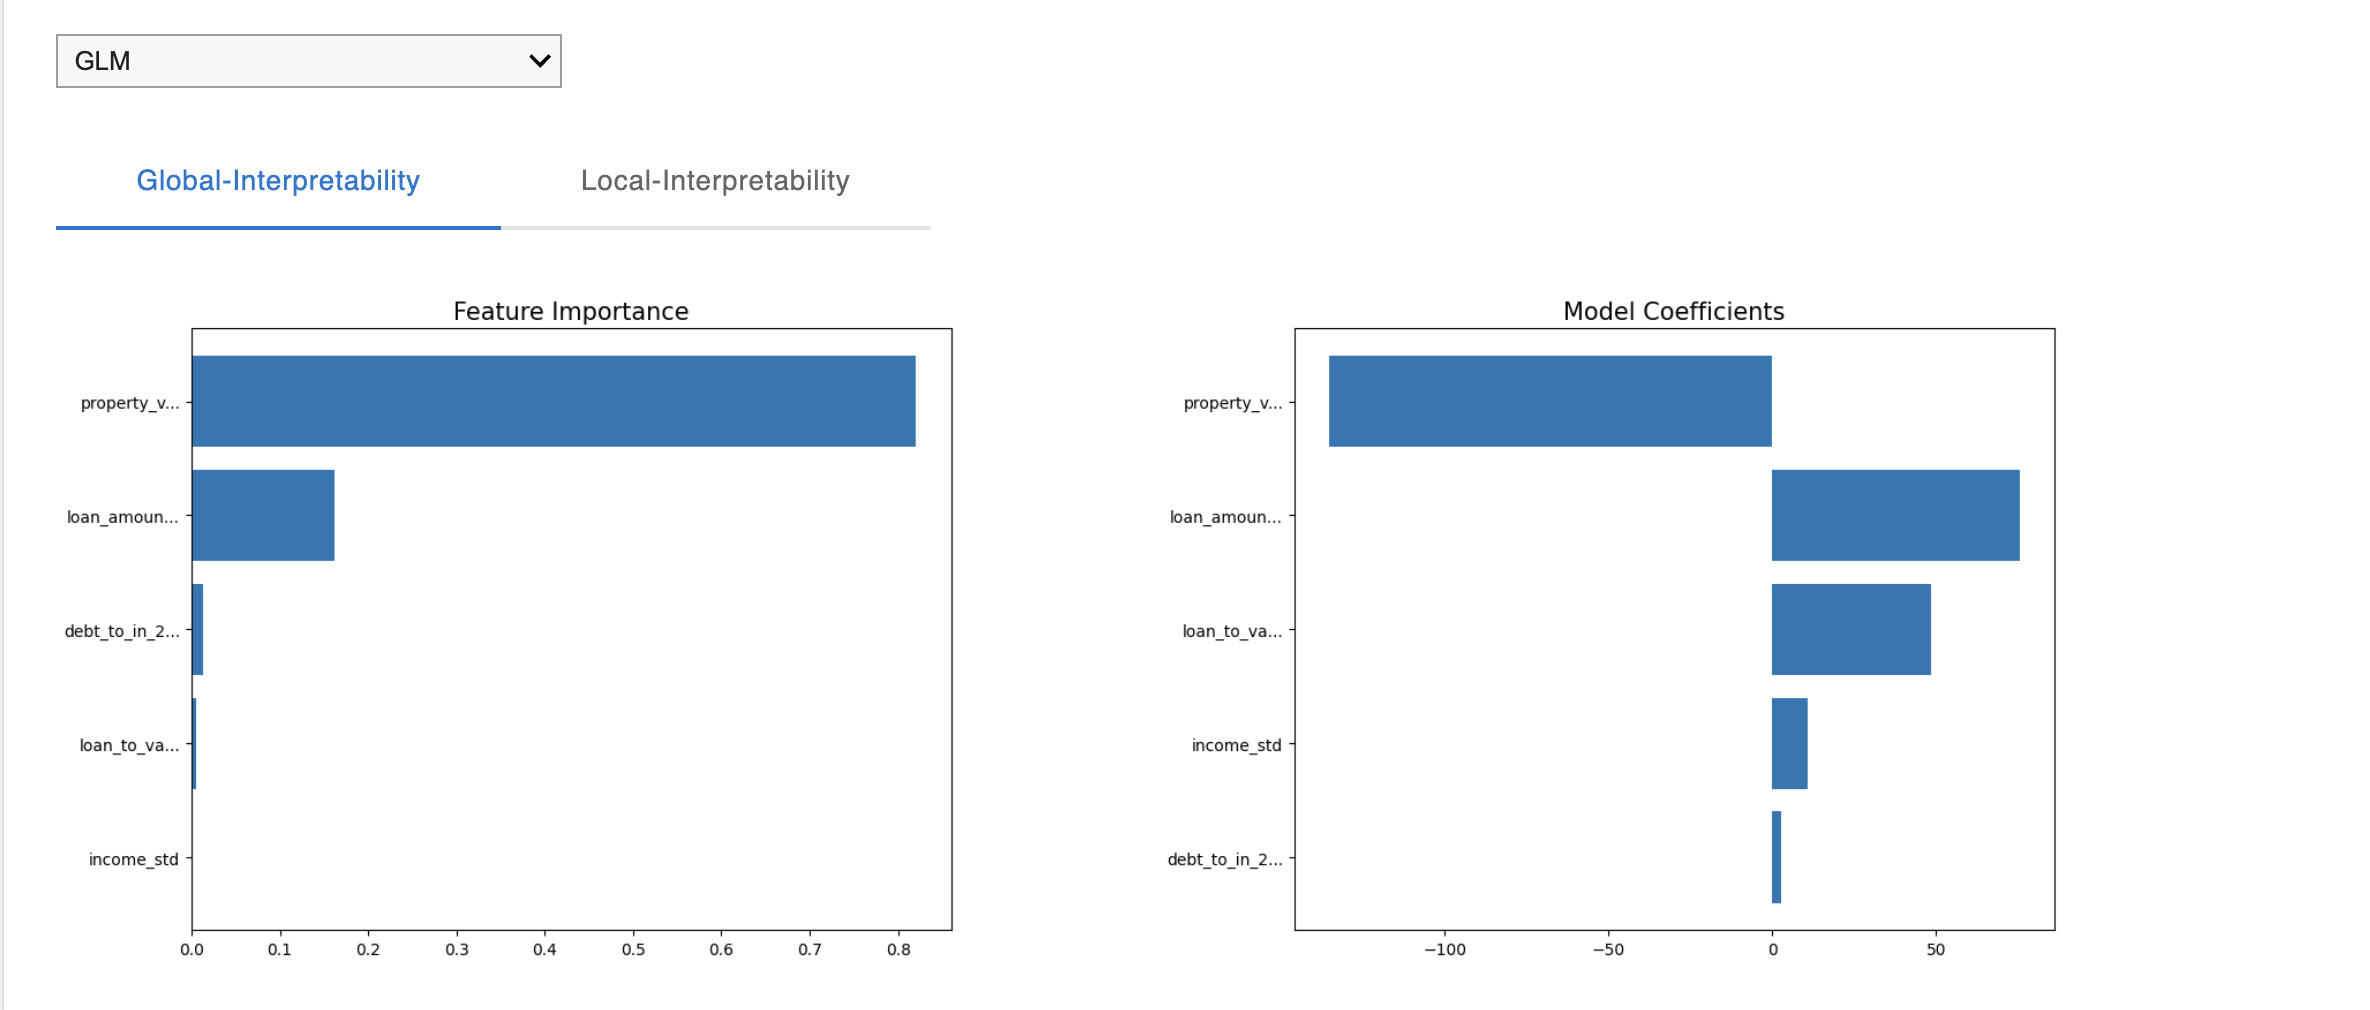 GLM
Global-Interpretability
Local-Interpretability
Feature Importance
property_v...
loan_amoun...
debt_to_in_2...
loan_to_va...
income_std
0.0 0.1 0.2 0.3 0.4 0.5 0.6 0.7 0.8
Model Coefficients
property_v...
loan_amoun...
loan_to_va...
income_std
debt_to_in_2...
−100 −50 0 50